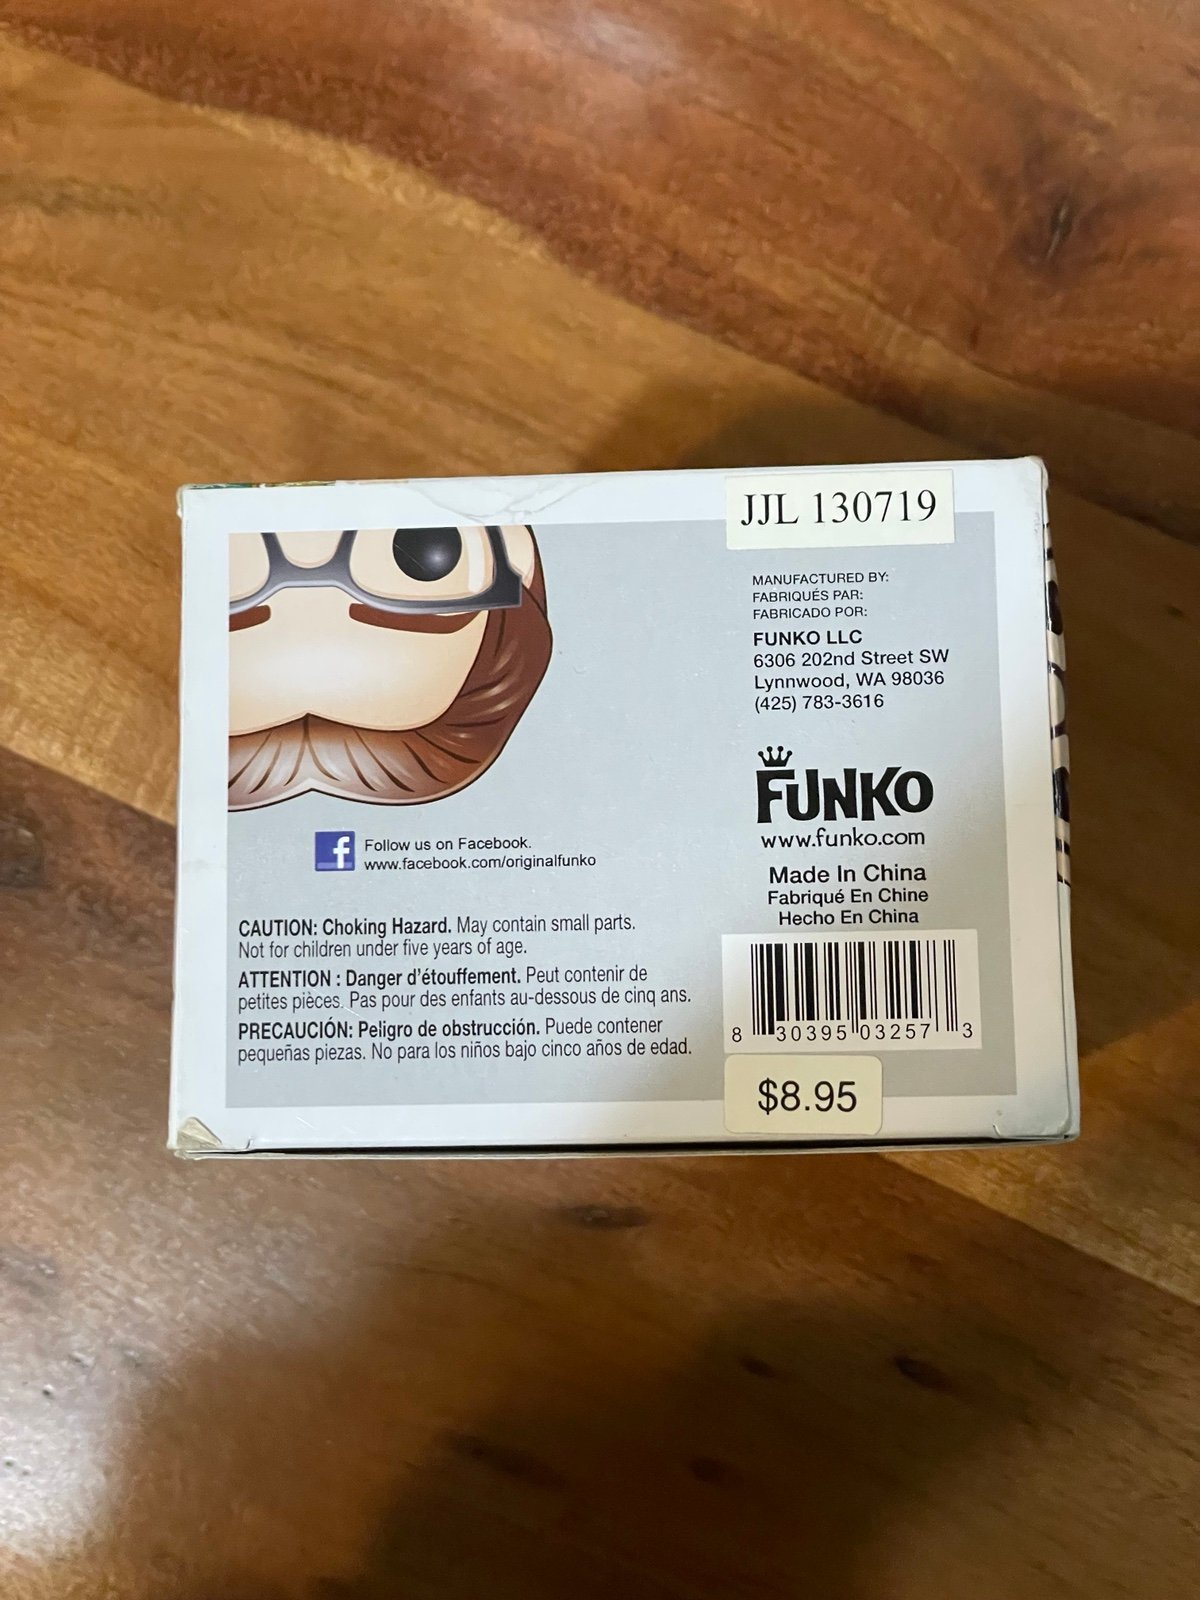 JJL 130719
MANUFACTURED BY:
FABRIQUÉS PAR:
FABRICADO POR:
FUNKO LLC
6306 202nd Street SW
Lynnwood, WA 98036
(425) 783-3616
FUNKO
www.funko.com
Made In China
Fabriqué En Chine
Hecho En China
8 30395 03257 3
$8.95
f
Follow us on Facebook.
www.facebook.com/originalfunko
CAUTION: Choking Hazard. May contain small parts.
Not for children under five years of age.
ATTENTION : Danger d'étouffement. Peut contenir de
petites pièces. Pas pour des enfants au-dessous de cinq ans.
PRECAUCIÓN: Peligro de obstrucción. Puede contener
pequeñas piezas. No para los niños bajo cinco años de edad.